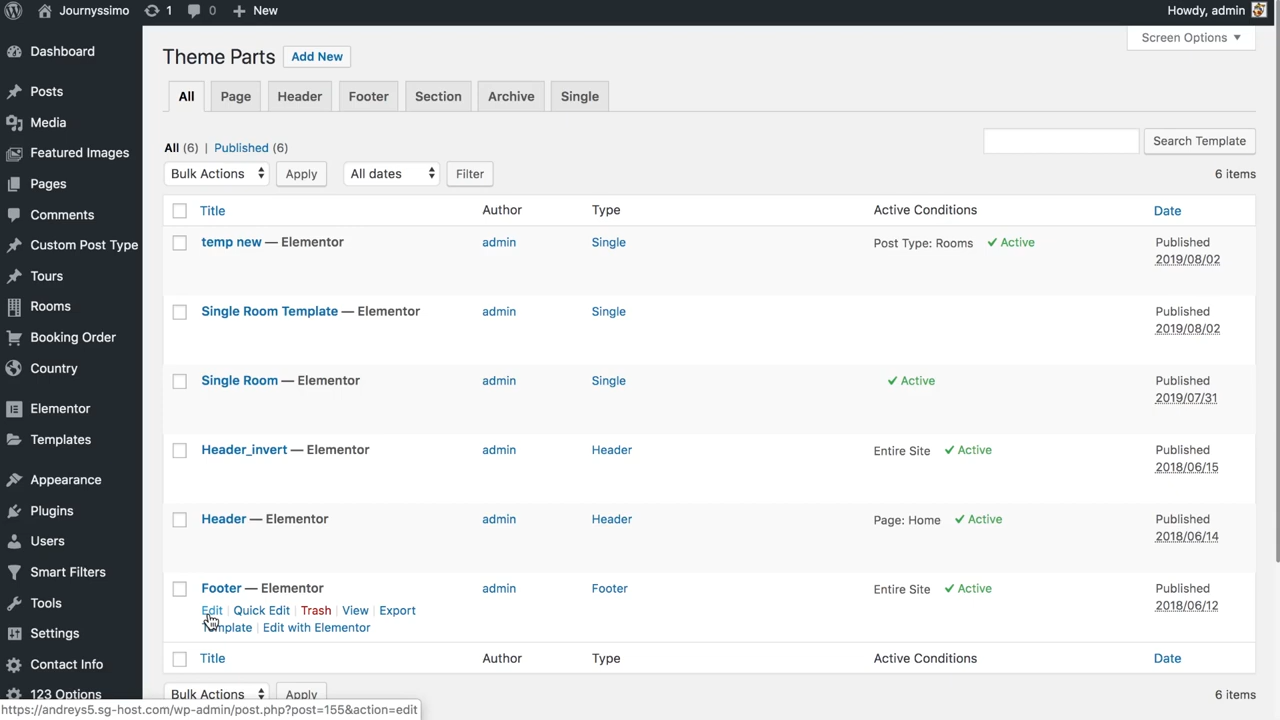 Journyssimo 1 0 New Howdy, admin
Screen Options
Dashboard
Posts
Media
Featured Images
Pages
Comments
Custom Post Type
Tours
Rooms
Booking Order
Country
Elementor
Templates
Appearance
Plugins
Users
Smart Filters
Tools
Settings
Contact Info
123 Options
Theme Parts Add New
All Page Header Footer Section Archive Single
All (6) | Published (6)
Search Template
Bulk Actions Apply All dates Filter 6 items
Title Author Type Active Conditions Date
temp new — Elementor admin Single Post Type: Rooms ✓ Active Published
2019/08/02
Single Room Template — Elementor admin Single Published
2019/08/02
Single Room — Elementor admin Single ✓ Active Published
2019/07/31
Header_invert — Elementor admin Header Entire Site ✓ Active Published
2018/06/15
Header — Elementor admin Header Page: Home ✓ Active Published
2018/06/14
Footer — Elementor admin Footer Entire Site ✓ Active Published
2018/06/12
Edit | Quick Edit | Trash | View | Export
Template | Edit with Elementor
Title Author Type Active Conditions Date
Bulk Actions Apply 6 items
https://andreys5.sg-host.com/wp-admin/post.php?post=155&action=edit